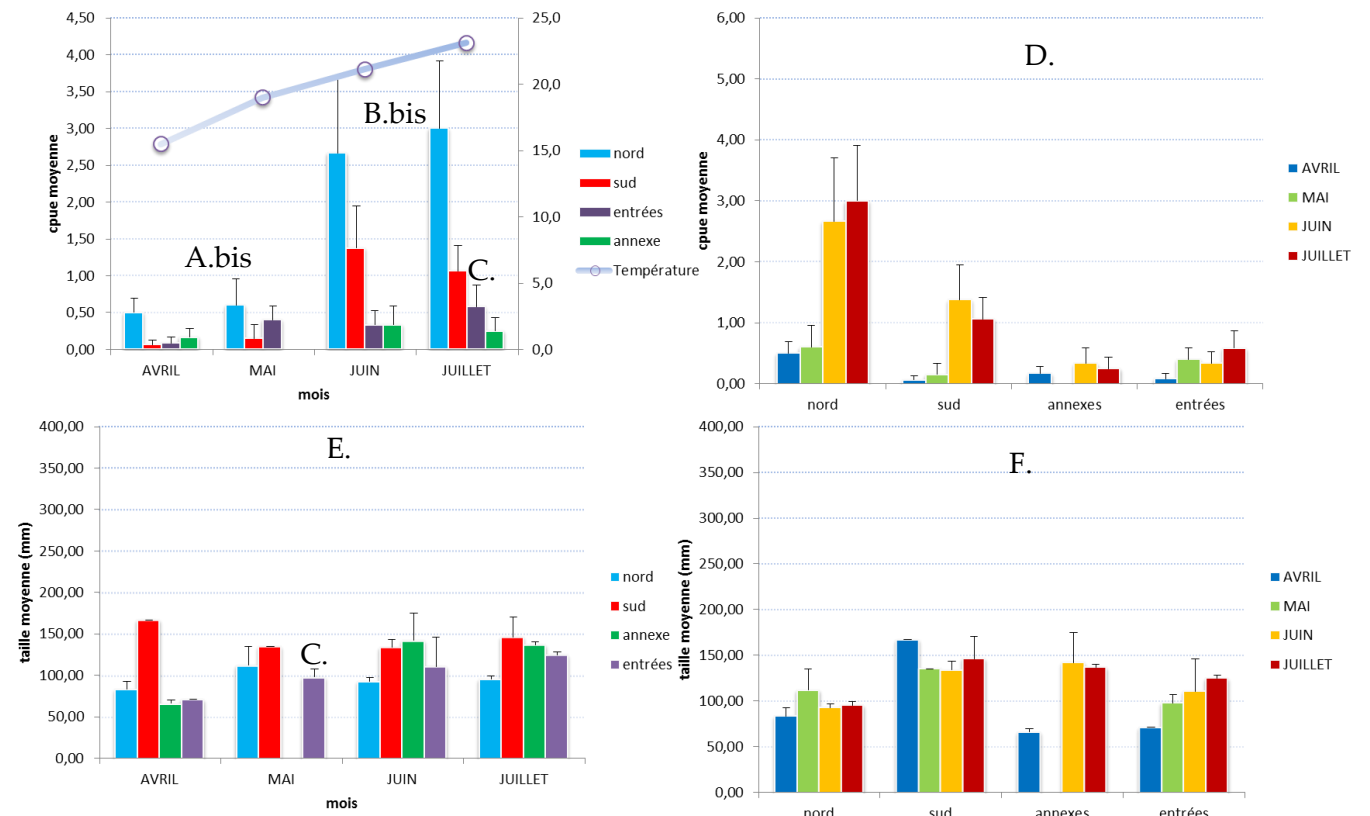 4,50
4,00
3,50
3,00
2,50
2,00
1,50
1,00
0,50
0,00
cpue moyenne
25,0
20,0
15,0
10,0
5,0
0,0
A.bis
B.bis
C.
AVRIL MAI JUIN JUILLET
mois
nord
sud
entrées
annexe
Température
D.
6,00
5,00
4,00
3,00
2,00
1,00
0,00
cpue moyenne
nord sud annexes entrées
AVRIL
MAI
JUIN
JUILLET
E.
400,00
350,00
300,00
250,00
200,00
150,00
100,00
50,00
0,00
taille moyenne (mm)
C.
AVRIL MAI JUIN JUILLET
mois
nord
sud
annexe
entrées
F.
400,00
350,00
300,00
250,00
200,00
150,00
100,00
50,00
0,00
taille moyenne (mm)
nord sud annexes entrées
AVRIL
MAI
JUIN
JUILLET